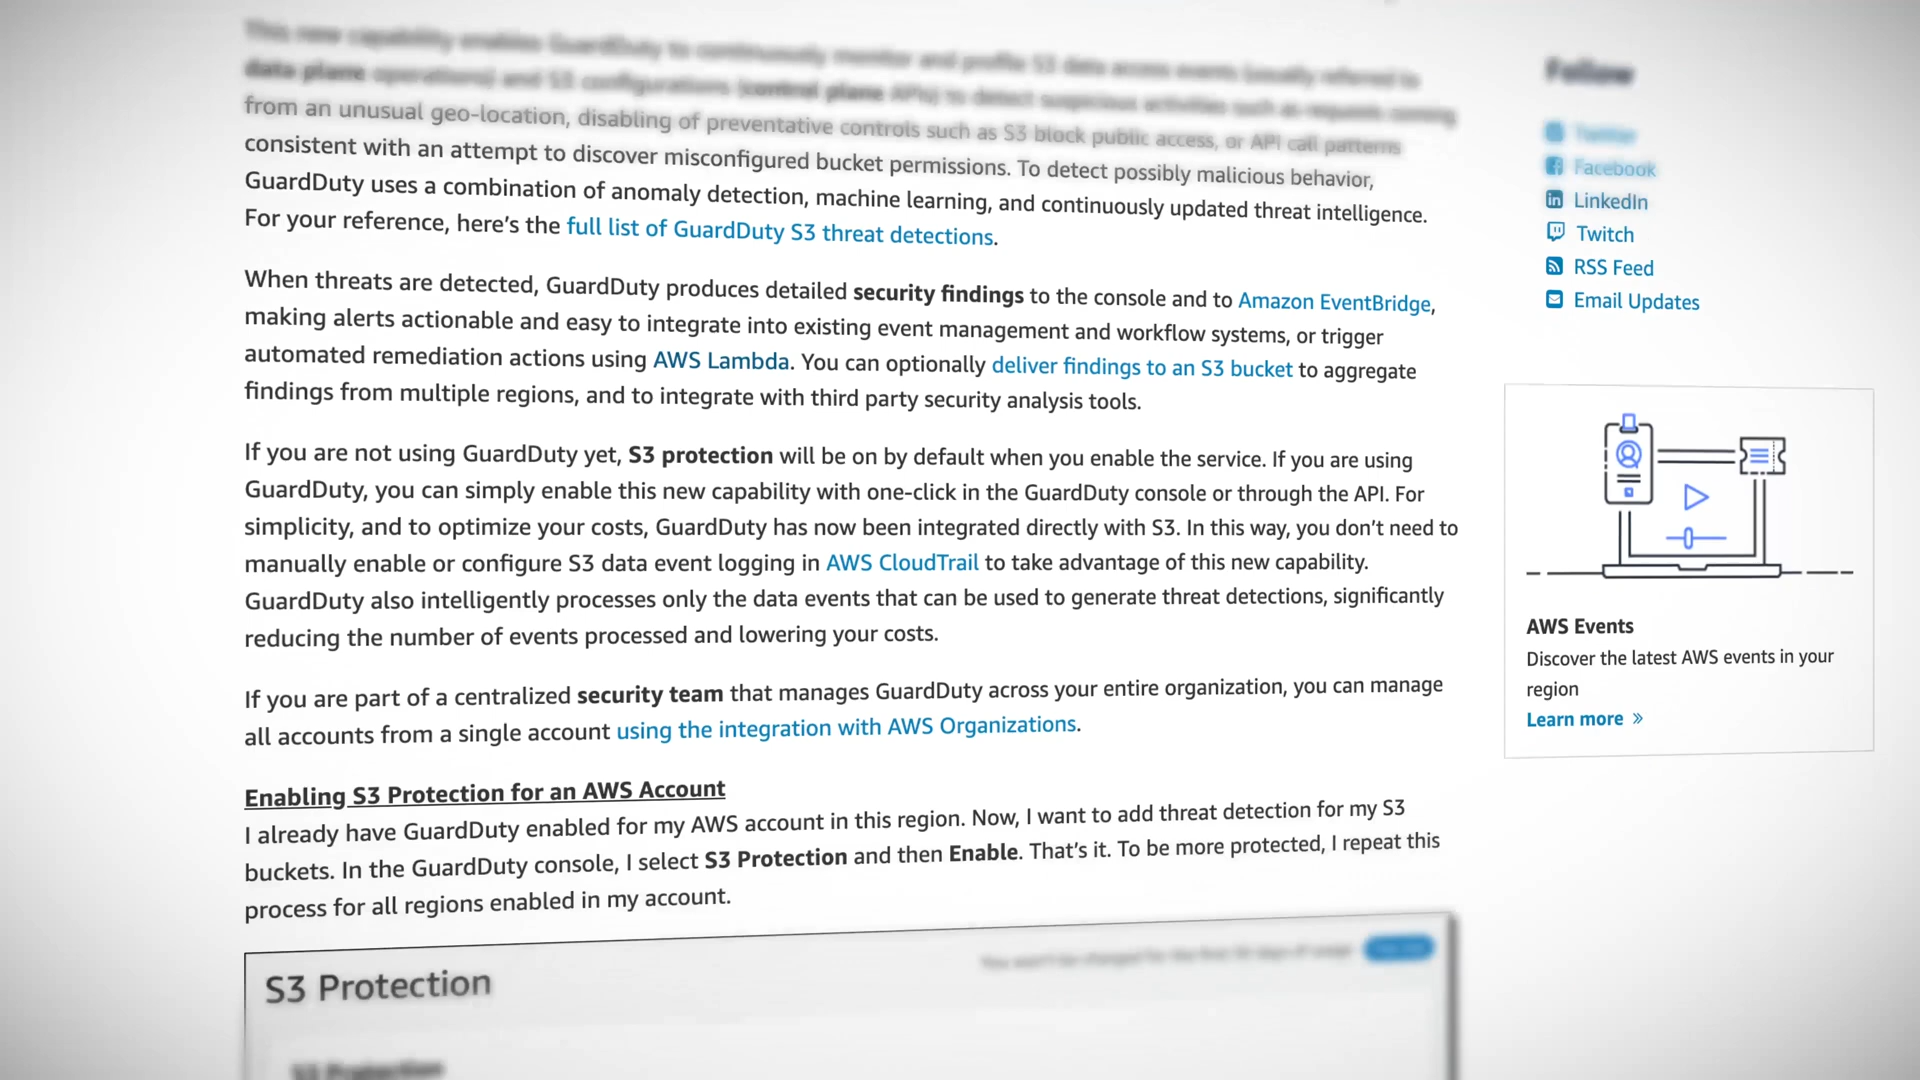 This new capability enables GuardDuty to continuously monitor and profile S3 data access events (usually referred to
data plane operations) and S3 configurations (control plane APIs) to detect suspicious activities such as requests coming
from an unusual geo-location, disabling of preventative controls such as S3 block public access, or API call patterns
consistent with an attempt to discover misconfigured bucket permissions. To detect possibly malicious behavior,
GuardDuty uses a combination of anomaly detection, machine learning, and continuously updated threat intelligence.
For your reference, here's the full list of GuardDuty S3 threat detections.
When threats are detected, GuardDuty produces detailed security findings to the console and to Amazon EventBridge,
making alerts actionable and easy to integrate into existing event management and workflow systems, or trigger
automated remediation actions using AWS Lambda. You can optionally deliver findings to an S3 bucket to aggregate
findings from multiple regions, and to integrate with third party security analysis tools.
If you are not using GuardDuty yet, S3 protection will be on by default when you enable the service. If you are using
GuardDuty, you can simply enable this new capability with one-click in the GuardDuty console or through the API. For
simplicity, and to optimize your costs, GuardDuty has now been integrated directly with S3. In this way, you don't need to
manually enable or configure S3 data event logging in AWS CloudTrail to take advantage of this new capability.
GuardDuty also intelligently processes only the data events that can be used to generate threat detections, significantly
reducing the number of events processed and lowering your costs.
If you are part of a centralized security team that manages GuardDuty across your entire organization, you can manage
all accounts from a single account using the integration with AWS Organizations.
Enabling S3 Protection for an AWS Account
I already have GuardDuty enabled for my AWS account in this region. Now, I want to add threat detection for my S3
buckets. In the GuardDuty console, I select S3 Protection and then Enable. That's it. To be more protected, I repeat this
process for all regions enabled in my account.
You won't be charged for the first 30 days of usage
S3 Protection
S3 Protection
Follow
Twitter
Facebook
LinkedIn
Twitch
RSS Feed
Email Updates
AWS Events
Discover the latest AWS events in your
region
Learn more »